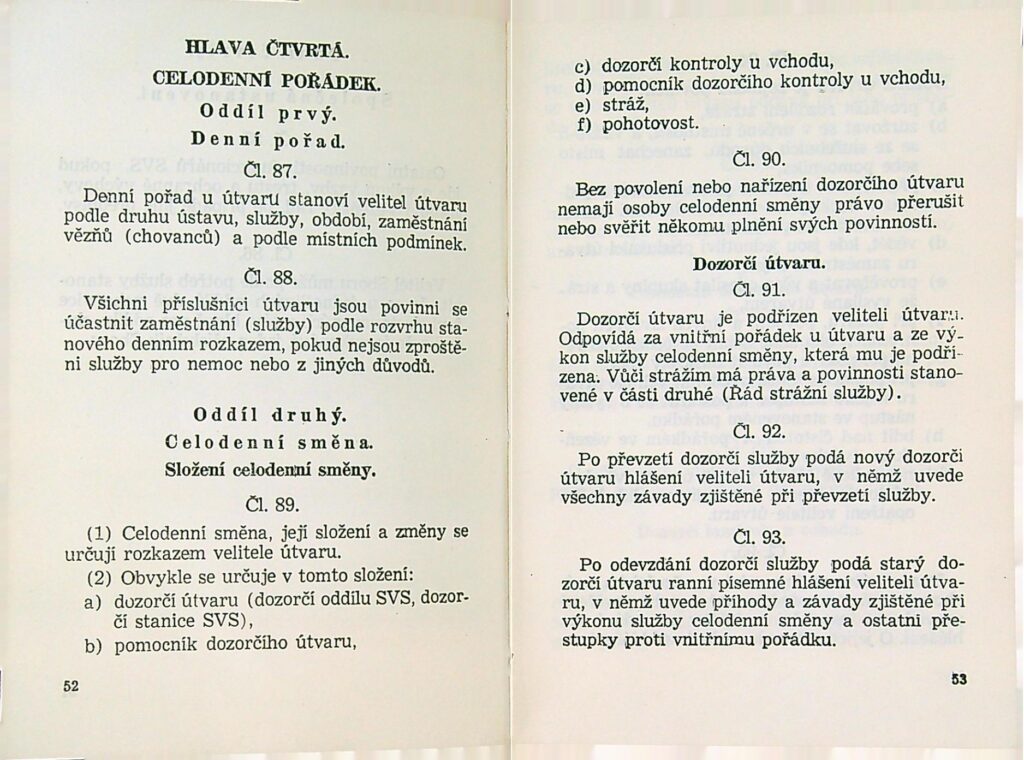 HLAVA ČTVRTÁ.
CELODENNÍ POŘÁDEK.
Oddíl prvý.
Denní pořad.
Čl. 87.
Denní pořad u útvaru stanoví velitel útvaru
podle druhu ústavu, služby, období, zaměstnání
vězňů (chovanců) a podle místních podmínek.
Čl. 88.
Všichni příslušníci útvaru jsou povinni se
účastnit zaměstnání (služby) podle rozvrhu sta-
nového denním rozkazem, pokud nejsou zproště-
ni služby pro nemoc nebo z jiných důvodů.
Oddíl druhý.
Celodenní směna.
Složení celodenní směny.
Čl. 89.
(1) Celodenní směna, její složení a změny se
určují rozkazem velitele útvaru.
(2) Obvykle se určuje v tomto složení:
a) dozorčí útvaru (dozorčí oddílu SVS, dozor-
čí stanice SVS),
b) pomocník dozorčího útvaru,
52
c) dozorčí kontroly u vchodu,
d) pomocník dozorčího kontroly u vchodu,
e) stráž,
f) pohotovost.
Čl. 90.
Bez povolení nebo nařízení dozorčího útvaru
nemají osoby celodenní směny právo přerušit
nebo svěřit někomu plnění svých povinností.
Dozorčí útvaru.
Čl. 91.
Dozorčí útvaru je podřízen veliteli útvaru.
Odpovídá za vnitřní pořádek u útvaru a ze vý-
kon služby celodenní směny, která mu je podří-
zena. Vůči strážím má práva a povinnosti stano-
vené v části druhé (Řád strážní služby).
Čl. 92.
Po převzetí dozorčí služby podá nový dozorčí
útvaru hlášení veliteli útvaru, v němž uvede
všechny závady zjištěné při převzetí služby.
Čl. 93.
Po odevzdání dozorčí služby podá starý do-
zorčí útvaru ranní písemné hlášení veliteli útva-
ru, v němž uvede příhody a závady zjištěné při
výkonu služby celodenní směny a ostatni pře-
stupky proti vnitřnímu pořádku.
53